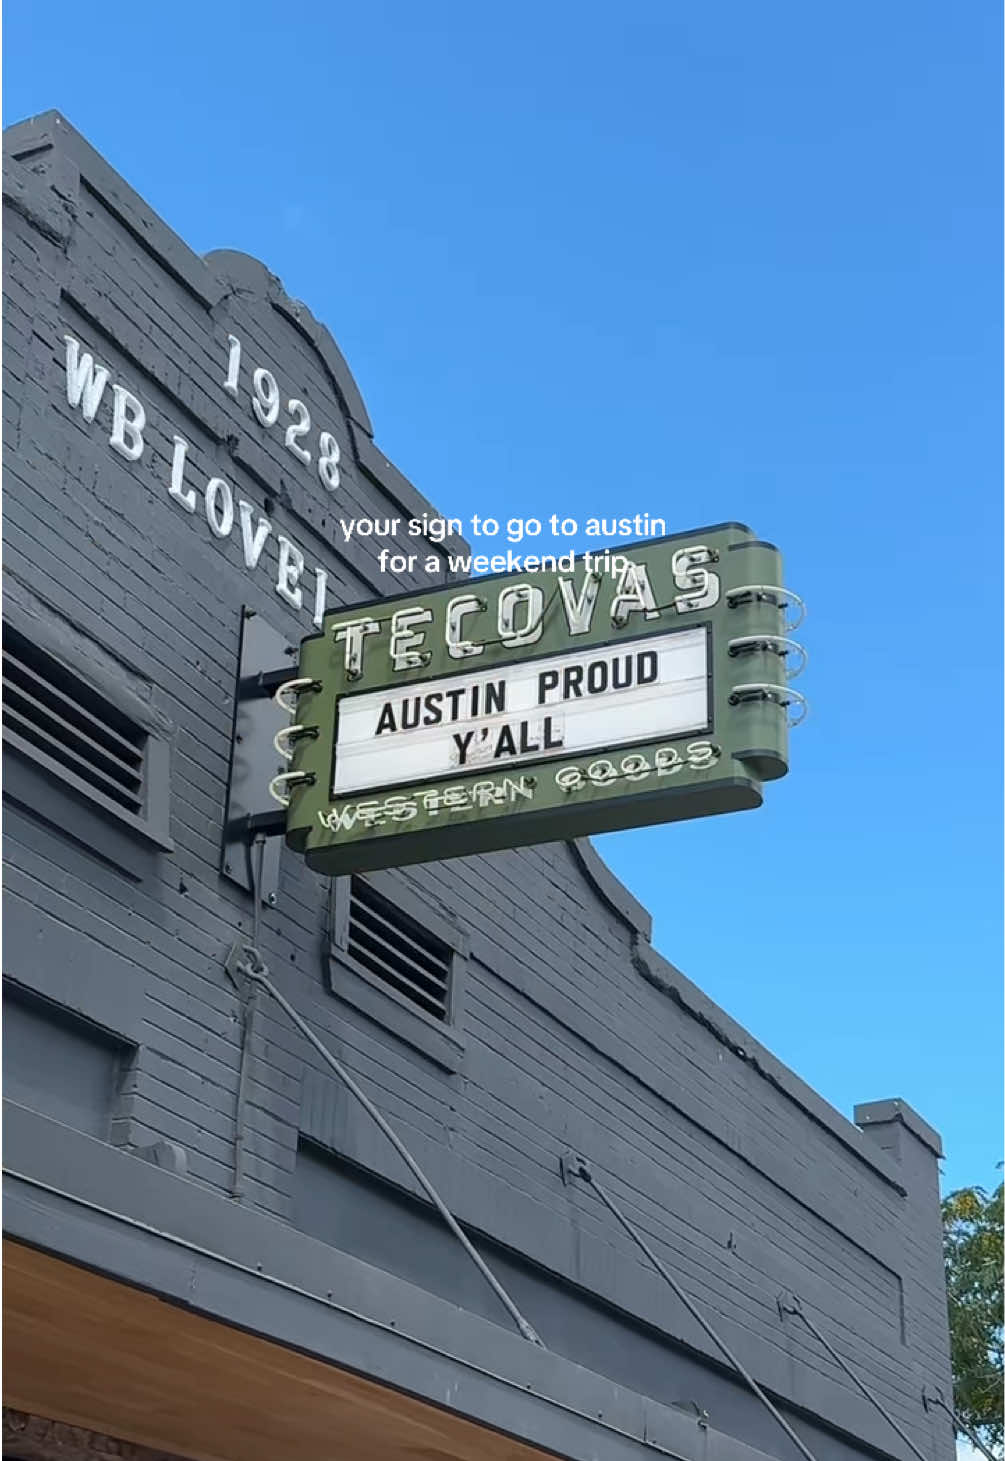 1928
WB LOVE
your sign to go to austin
for a weekend trip
TECOVAS
AUSTIN PROUD
Y'ALL
WESTERN GOODS